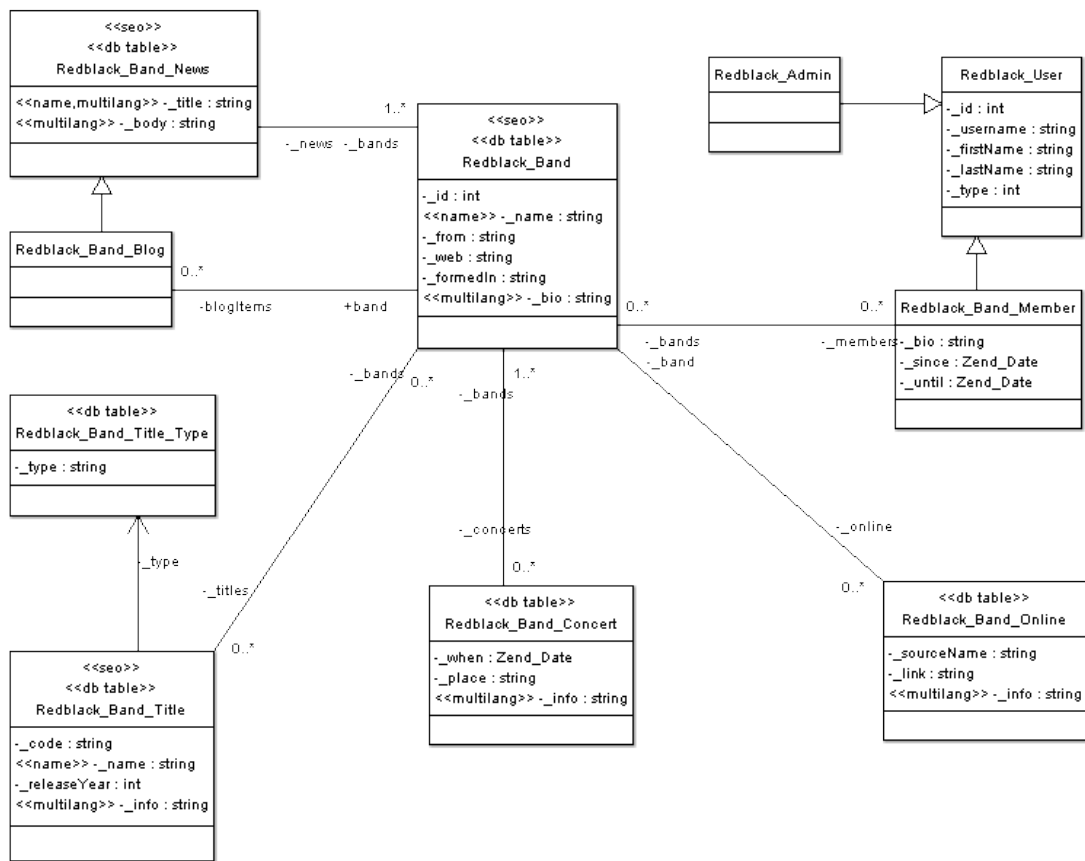 <<seo>>
<<db table>>
Redblack_Band_News
<<name,multilang>> -_title : string
<<multilang>> -_body : string
Redblack_Admin
Redblack_User
-_id : int
-_username : string
-_firstName : string
-_lastName : string
-_type : int
1..*
-_news -_bands
<<seo>>
<<db table>>
Redblack_Band
-_id : int
<<name>> -_name : string
-_from : string
-_web : string
-_formedIn : string
<<multilang>> -_bio : string
Redblack_Band_Blog
0..*
-blogItems +band
0..* 0..*
-_bands -_members
-_band
Redblack_Band_Member
-_bio : string
-_since : Zend_Date
-_until : Zend_Date
-_bands 0..*
1..*
-_bands
<<db table>>
Redblack_Band_Title_Type
-_type : string
-_type
-_titles
0..*
-_concerts
0..*
-_online
0..*
<<seo>>
<<db table>>
Redblack_Band_Title
-_code : string
<<name>> -_name : string
-_releaseYear : int
<<multilang>> -_info : string
<<db table>>
Redblack_Band_Concert
-_when : Zend_Date
-_place : string
<<multilang>> -_info : string
<<db table>>
Redblack_Band_Online
-_sourceName : string
-_link : string
<<multilang>> -_info : string